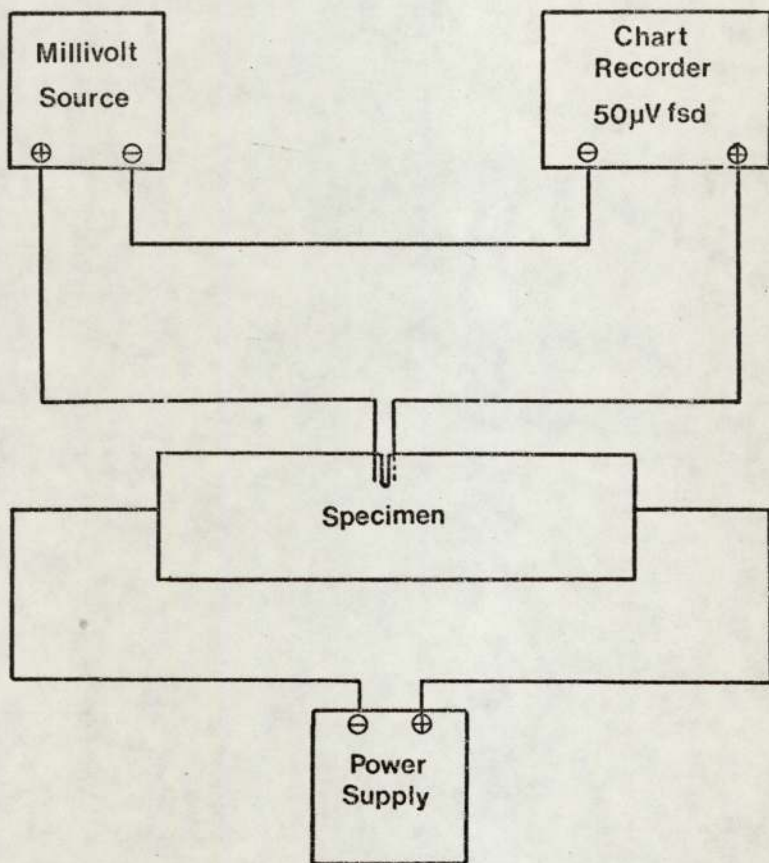 Millivolt
Source
⊕ ⊖
Chart
Recorder
50μV fsd
⊖ ⊕
Specimen
⊖ ⊕
Power
Supply